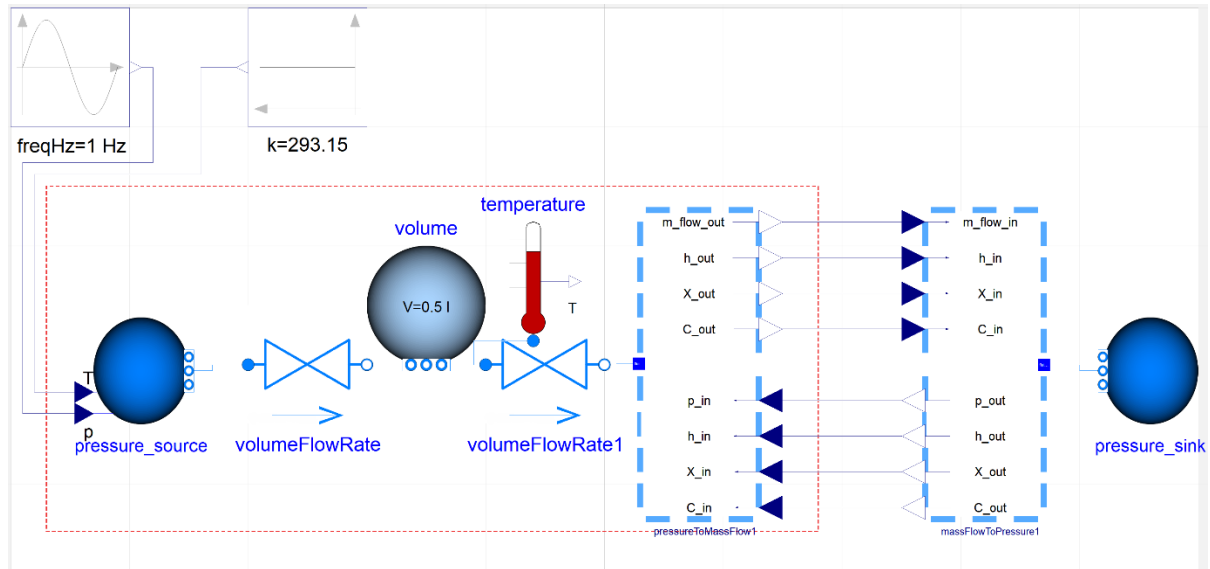 freqHz=1 Hz
k=293.15
temperature
volume
V=0.5 l
T
T
p
pressure_source
volumeFlowRate
volumeFlowRate1
m_flow_out
h_out
X_out
C_out
p_in
h_in
X_in
C_in
pressureToMassFlow1
m_flow_in
h_in
X_in
C_in
p_out
h_out
X_out
C_out
massFlowToPressure1
pressure_sink